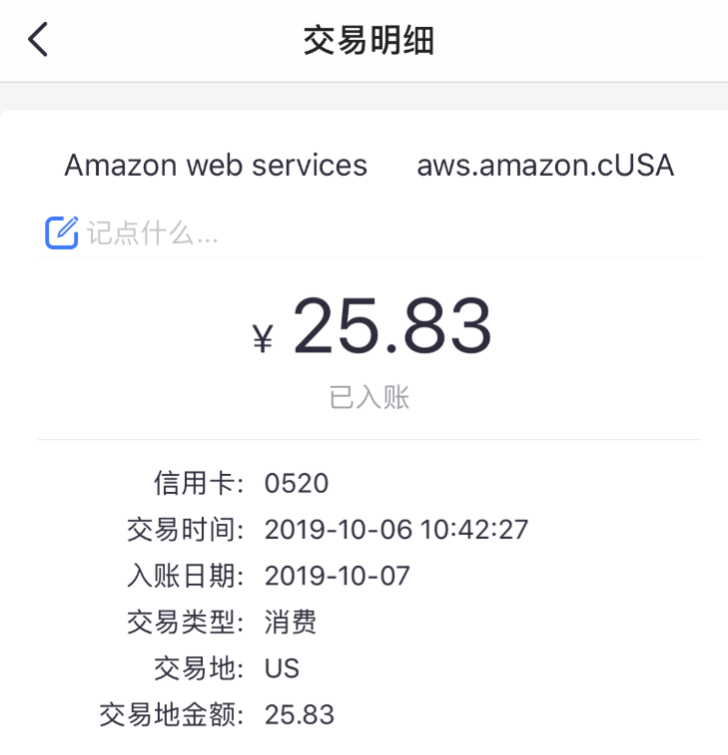 交易明细
Amazon web services aws.amazon.cUSA
记点什么...
¥ 25.83
已入账
信用卡: 0520
交易时间: 2019-10-06 10:42:27
入账日期: 2019-10-07
交易类型: 消费
交易地: US
交易地金额: 25.83